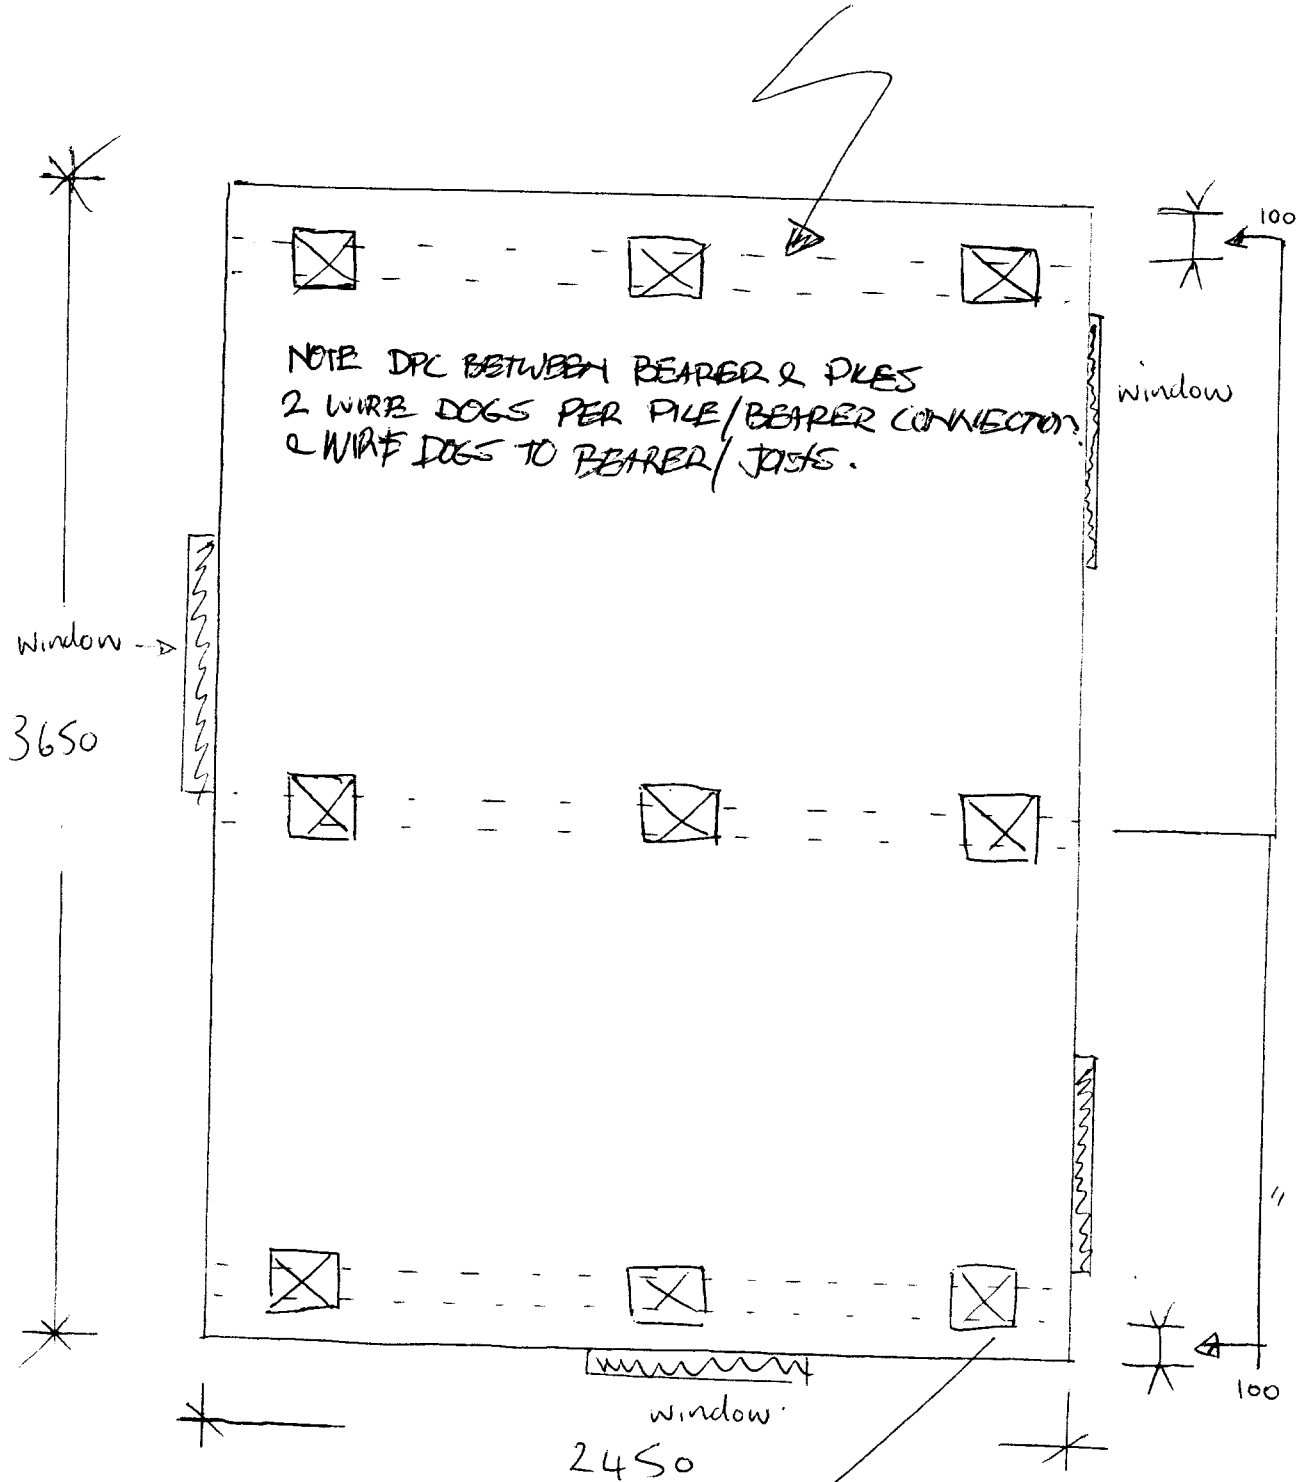 100
NOTE DPC BETWEEN BEARER & PILES
2 WIRE DOGS PER PILE/BEARER CONNECTION.
& WIRE DOGS TO BEARER/JOISTS.
window
window
3650
"
100
window
2450